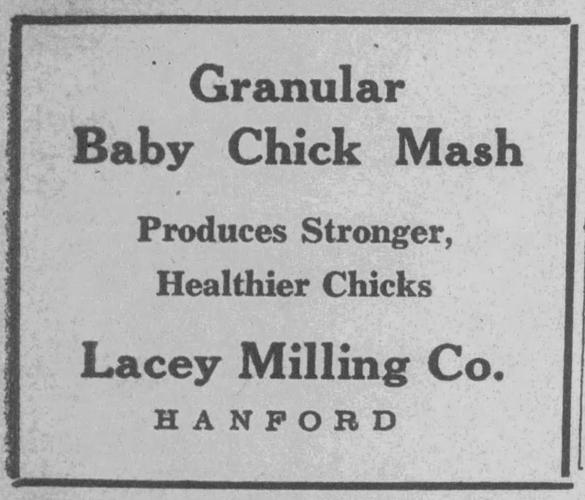 Granular
Baby Chick Mash
Produces Stronger,
Healthier Chicks
Lacey Milling Co.
HANFORD